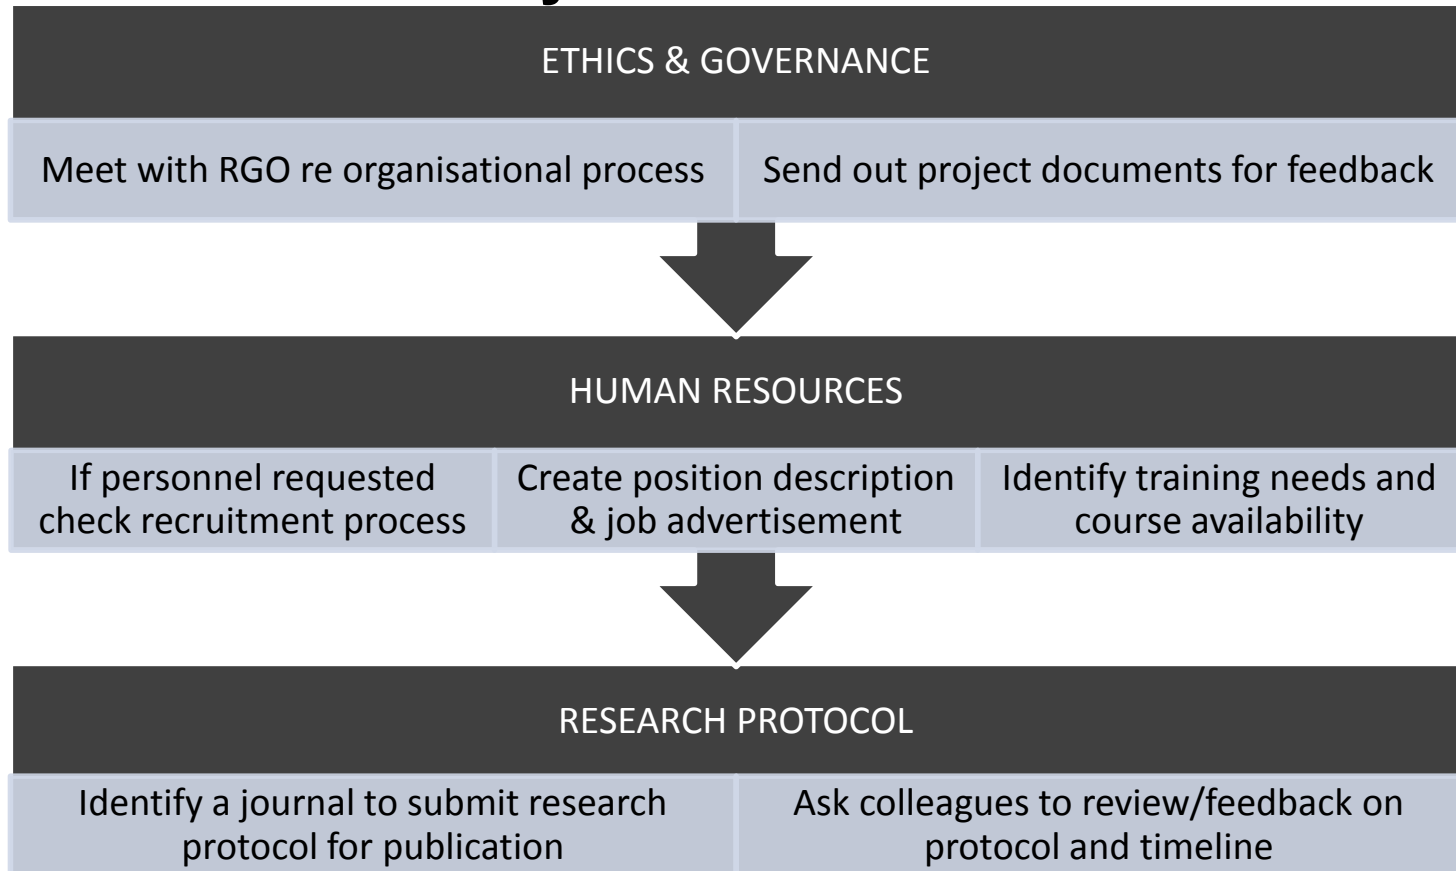 ETHICS & GOVERNANCE
Meet with RGO re organisational process
Send out project documents for feedback
HUMAN RESOURCES
If personnel requested
check recruitment process
Create position description
& job advertisement
Identify training needs and
course availability
RESEARCH PROTOCOL
Identify a journal to submit research
protocol for publication
Ask colleagues to review/feedback on
protocol and timeline